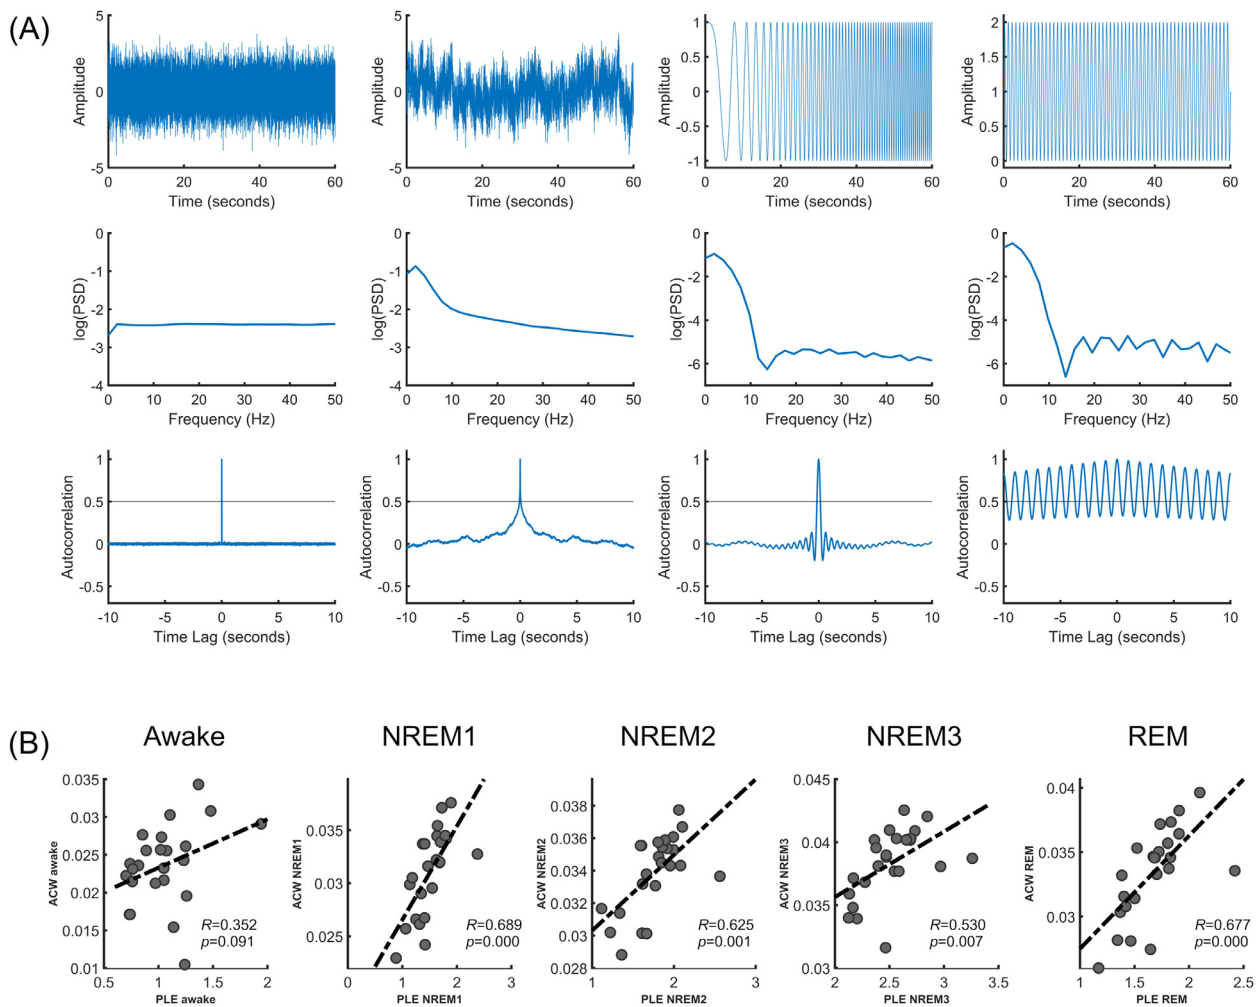 (A)
5
0
-5
Amplitude
0 20 40 60
Time (seconds)
5
0
-5
Amplitude
0 20 40 60
Time (seconds)
1
0.5
0
-0.5
-1
Amplitude
0 20 40 60
Time (seconds)
2
1.5
1
0.5
0
Amplitude
0 20 40 60
Time (seconds)
0
-1
-2
-3
-4
log(PSD)
0 10 20 30 40 50
Frequency (Hz)
0
-1
-2
-3
-4
log(PSD)
0 10 20 30 40 50
Frequency (Hz)
0
-2
-4
-6
log(PSD)
0 10 20 30 40 50
Frequency (Hz)
0
-2
-4
-6
log(PSD)
0 10 20 30 40 50
Frequency (Hz)
1
0.5
0
-0.5
Autocorrelation
-10 -5 0 5 10
Time Lag (seconds)
1
0.5
0
-0.5
Autocorrelation
-10 -5 0 5 10
Time Lag (seconds)
1
0.5
0
-0.5
Autocorrelation
-10 -5 0 5 10
Time Lag (seconds)
1
0.5
0
-0.5
Autocorrelation
-10 -5 0 5 10
Time Lag (seconds)
(B)
Awake
0.035
0.03
0.025
0.02
0.015
0.01
ACW awake
R=0.352
p=0.091
0.5 1 1.5 2
PLE awake
NREM1
0.035
0.03
0.025
ACW NREM1
R=0.689
p=0.000
0 1 2 3
PLE NREM1
NREM2
0.038
0.036
0.034
0.032
0.03
0.028
ACW NREM2
R=0.625
p=0.001
1 2 3
PLE NREM2
NREM3
0.045
0.04
0.035
0.03
ACW NREM3
R=0.530
p=0.007
2 2.5 3 3.5
PLE NREM3
REM
0.04
0.035
0.03
ACW REM
R=0.677
p=0.000
1 1.5 2 2.5
PLE REM